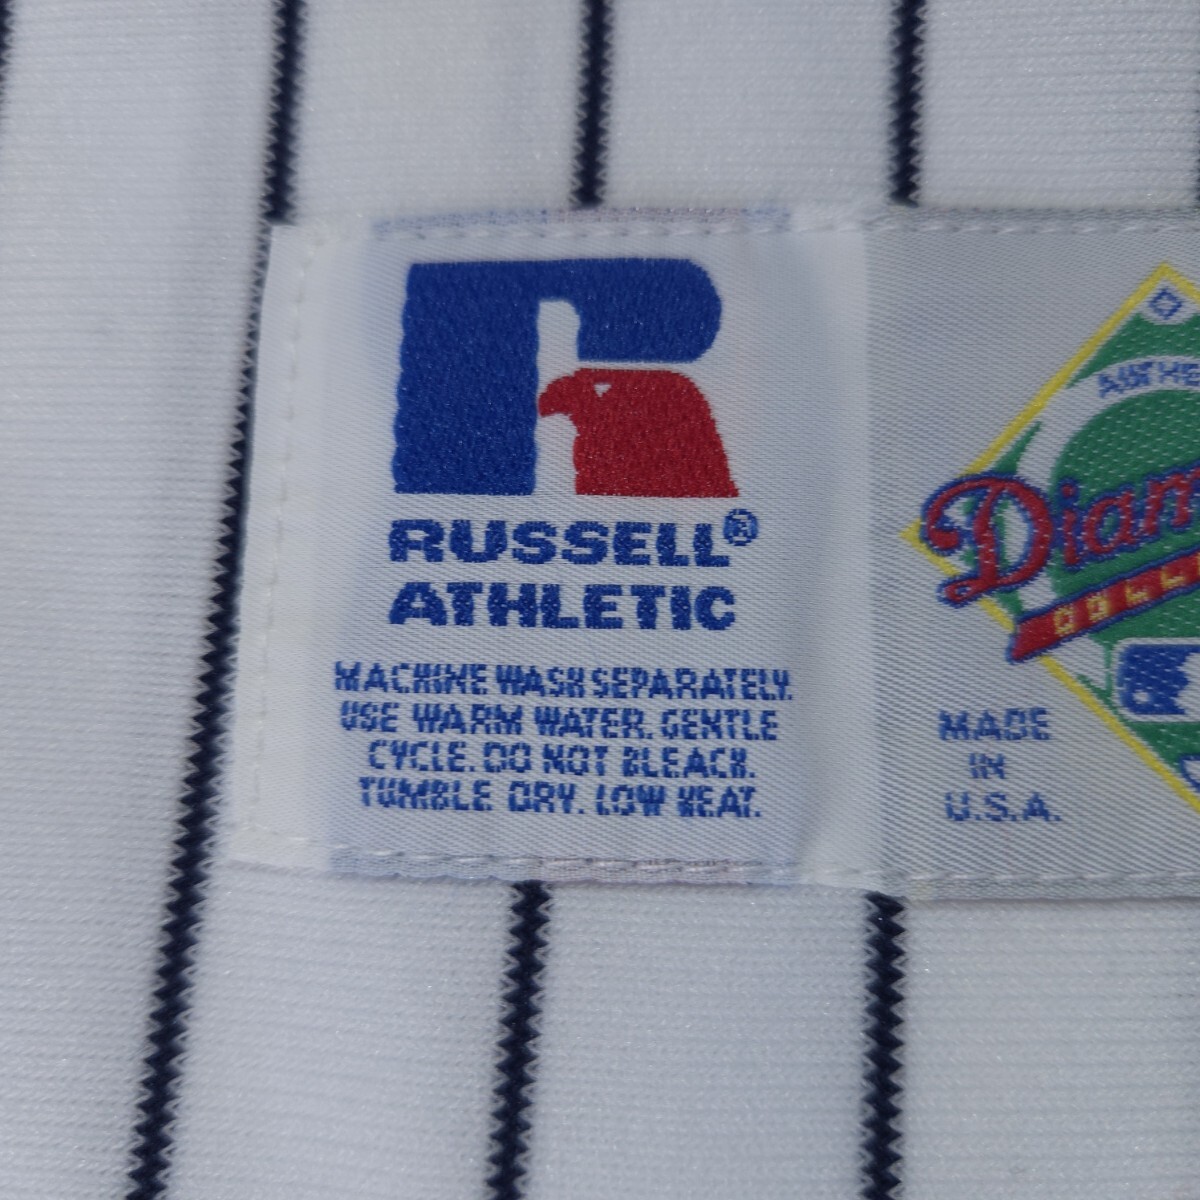 RUSSELL®
ATHLETIC
MACHINE WASH SEPARATELY.
USE WARM WATER. GENTLE
CYCLE. DO NOT BLEACH.
TUMBLE DRY. LOW HEAT.
MADE
IN
U.S.A.